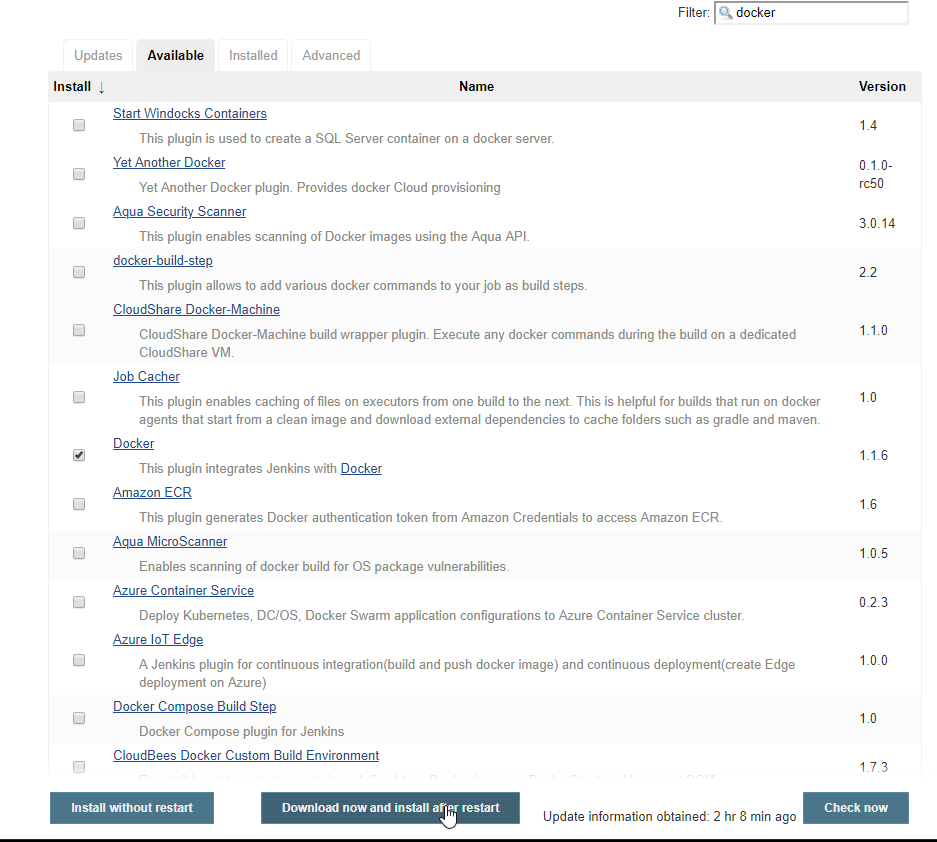 Filter: docker
Updates Available Installed Advanced
Install ↓ Name Version
Start Windocks Containers
This plugin is used to create a SQL Server container on a docker server.
1.4
Yet Another Docker
Yet Another Docker plugin. Provides docker Cloud provisioning
0.1.0-
rc50
Aqua Security Scanner
This plugin enables scanning of Docker images using the Aqua API.
3.0.14
docker-build-step
This plugin allows to add various docker commands to your job as build steps.
2.2
CloudShare Docker-Machine
CloudShare Docker-Machine build wrapper plugin. Execute any docker commands during the build on a dedicated
CloudShare VM.
1.1.0
Job Cacher
This plugin enables caching of files on executors from one build to the next. This is helpful for builds that run on docker
agents that start from a clean image and download external dependencies to cache folders such as gradle and maven.
1.0
Docker
This plugin integrates Jenkins with Docker
1.1.6
Amazon ECR
This plugin generates Docker authentication token from Amazon Credentials to access Amazon ECR.
1.6
Aqua MicroScanner
Enables scanning of docker build for OS package vulnerabilities.
1.0.5
Azure Container Service
Deploy Kubernetes, DC/OS, Docker Swarm application configurations to Azure Container Service cluster.
0.2.3
Azure IoT Edge
A Jenkins plugin for continuous integration(build and push docker image) and continuous deployment(create Edge
deployment on Azure)
1.0.0
Docker Compose Build Step
Docker Compose plugin for Jenkins
1.0
CloudBees Docker Custom Build Environment
1.7.3
Install without restart Download now and install after restart Update information obtained: 2 hr 8 min ago Check now